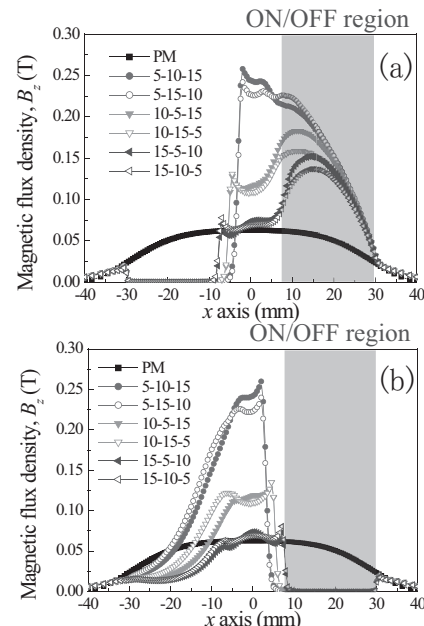 ON/OFF region
(a)
Magnetic flux density, Bz (T)
0.30
0.25
0.20
0.15
0.10
0.05
0.00
PM
5-10-15
5-15-10
10-5-15
10-15-5
15-5-10
15-10-5
-40 -30 -20 -10 0 10 20 30 40
x axis (mm)
ON/OFF region
(b)
Magnetic flux density, Bz (T)
0.30
0.25
0.20
0.15
0.10
0.05
0.00
PM
5-10-15
5-15-10
10-5-15
10-15-5
15-5-10
15-10-5
-40 -30 -20 -10 0 10 20 30 40
x axis (mm)